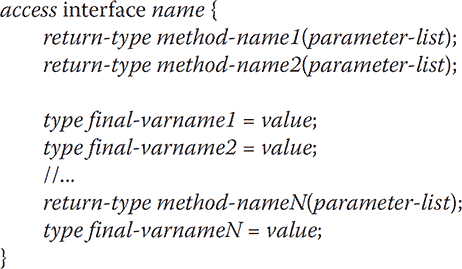 access interface name {
return-type method-name1(parameter-list);
return-type method-name2(parameter-list);
type final-varname1 = value;
type final-varname2 = value;
//...
return-type method-nameN(parameter-list);
type final-varnameN = value;
}